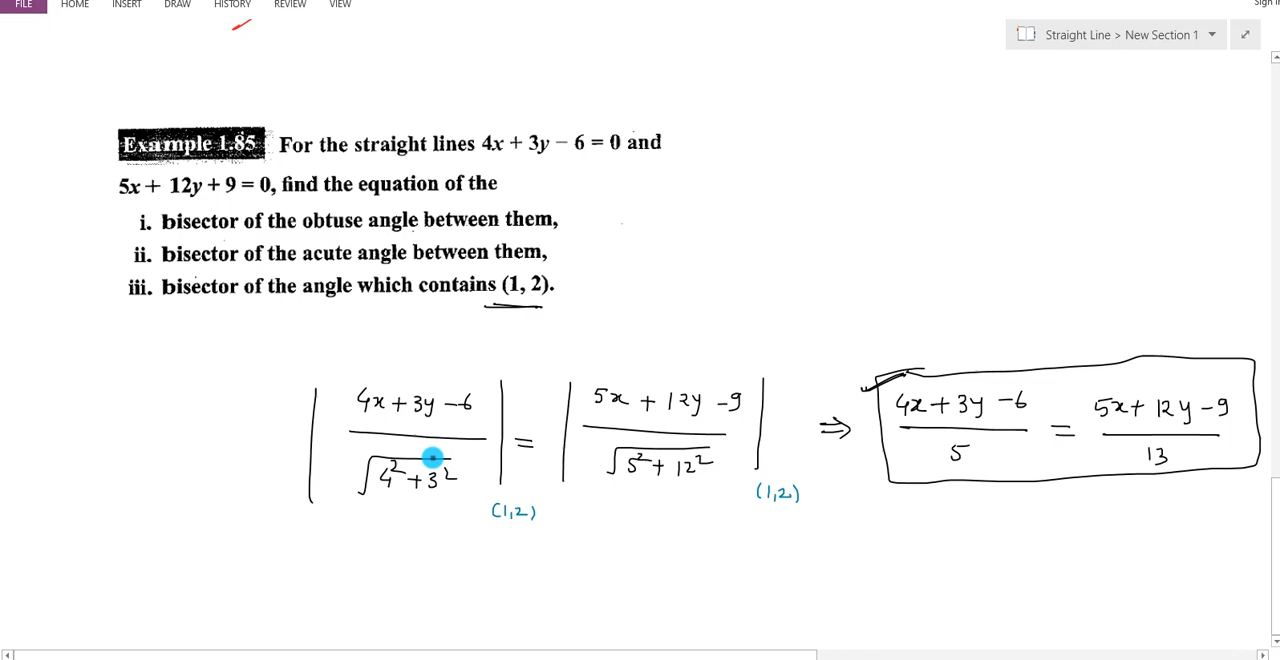 FILE HOME INSERT DRAW HISTORY REVIEW VIEW
Sign i
Straight Line > New Section 1
Example 1.85 For the straight lines 4x + 3y − 6 = 0 and
5x + 12y + 9 = 0, find the equation of the
i. bisector of the obtuse angle between them,
ii. bisector of the acute angle between them,
iii. bisector of the angle which contains (1, 2).
| (4x + 3y − 6) / √(4² + 3²) | (1,2) = | (5x + 12y − 9) / √(5² + 12²) | (1,2) ⇒ (4x + 3y − 6) / 5 = (5x + 12y − 9) / 13